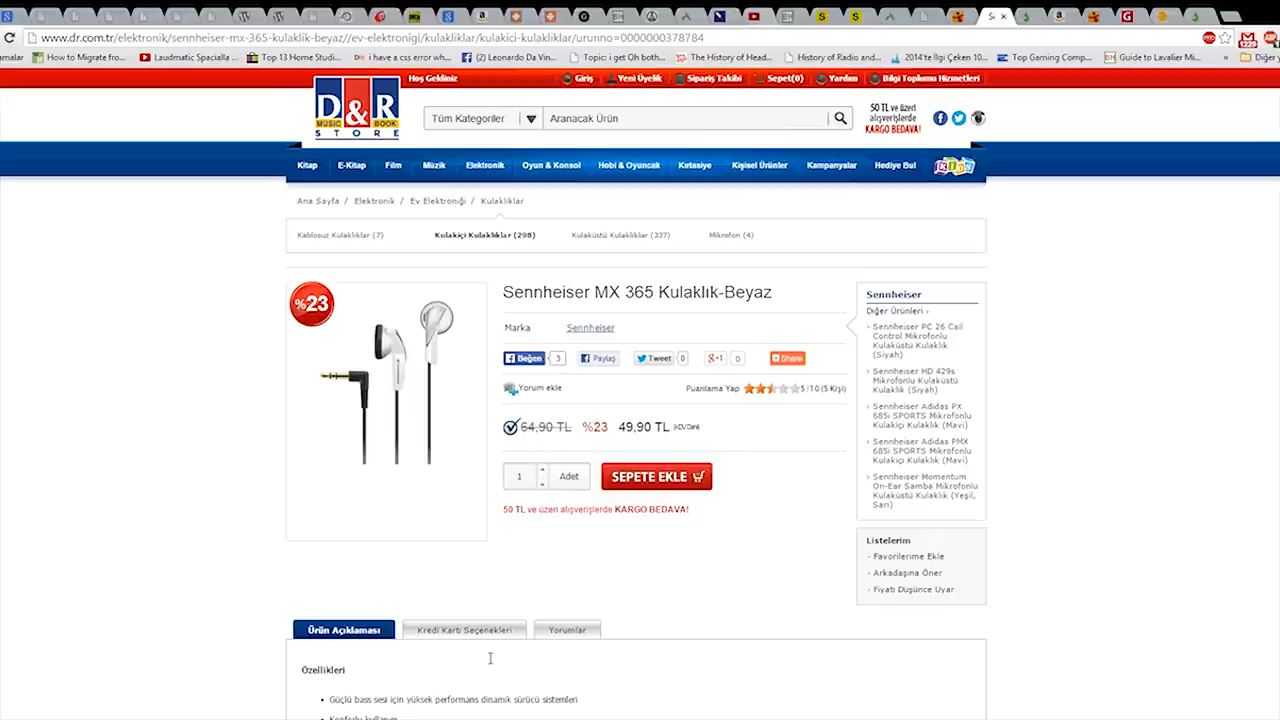 www.dr.com.tr/elektronik/sennheiser-mx-365-kulaklik-beyaz//ev-electronigi/kulakliklar/kulakici-kulakliklar/urunno=0000000378784
How to Migrate from...
Laudmatic Spacialla ...
Top 13 Home Studi...
i have a css error wh...
(2) Leonardo Da Vin...
Topic: i get Oh both...
The History of Head...
History of Radio and...
2014'te İlgi Çeken 10...
Top Gaming Comp...
Guide to Lavalier Mi...
»
Hoş Geldiniz
Giriş
Yeni Üyelik
Sipariş Takibi
Sepet(0)
Yardım
Bilgi Toplumu Hizmetleri
D&R
MUSIC BOOK
STORE
Tüm Kategoriler
Aranacak Ürün
50 TL ve üzeri
alışverişlerde
KARGO BEDAVA!
Kitap
E-Kitap
Film
Müzik
Elektronik
Oyun & Konsol
Hobi & Oyuncak
Kırtasiye
Kişisel Ürünler
Kampanyalar
Hediye Bul
KIDS
Ana Sayfa / Elektronik / Ev Elektroniği / Kulaklıklar
Kablosuz Kulaklıklar (7)
Kulakiçi Kulaklıklar (298)
Kulaküstü Kulaklıklar (337)
Mikrofon (4)
%23
Sennheiser MX 365 Kulaklık-Beyaz
Marka Sennheiser
Beğen 3
Paylaş
Tweet 0
g+1 0
Share
Yorum ekle
Puanlama Yap 5/10 (5 Kişi)
64,90 TL %23 49,90 TL
1 Adet
SEPETE EKLE
50 TL ve üzeri alışverişlerde KARGO BEDAVA!
Sennheiser
Diğer Ürünleri ›
› Sennheiser PC 26 Call
Control Mikrofonlu
Kulaküstü Kulaklık
(Siyah)
› Sennheiser HD 429s
Mikrofonlu Kulaküstü
Kulaklık (Siyah)
› Sennheiser Adidas PX
685i SPORTS Mikrofonlu
Kulakiçi Kulaklık (Mavi)
› Sennheiser Adidas PMX
685i SPORTS Mikrofonlu
Kulakiçi Kulaklık (Mavi)
› Sennheiser Momentum
On-Ear Samba Mikrofonlu
Kulaküstü Kulaklık (Yeşil,
Sarı)
Listelerim
- Favorilerime Ekle
- Arkadaşına Öner
- Fiyatı Düşünce Uyar
Ürün Açıklaması
Kredi Kartı Seçenekleri
Yorumlar
Özellikleri
• Güçlü bass sesi için yüksek performans dinamik sürücü sistemleri
• Konforlu kullanım